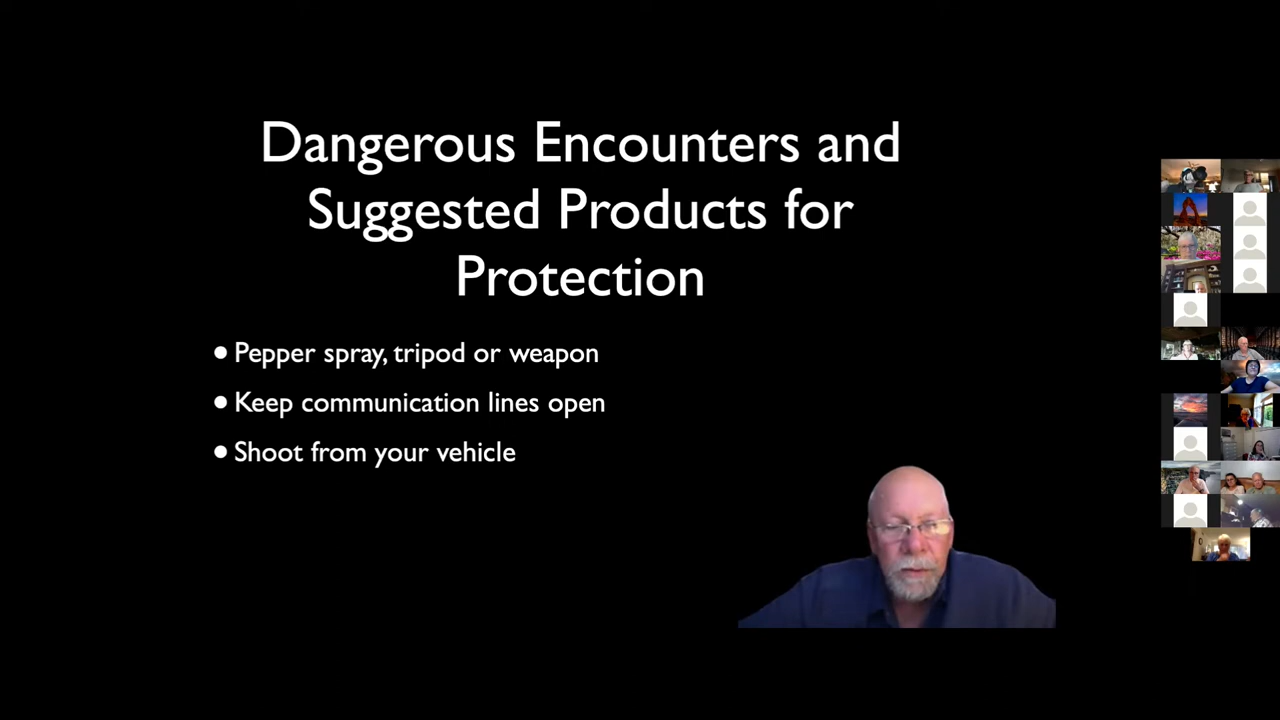 Dangerous Encounters and
Suggested Products for
Protection
● Pepper spray, tripod or weapon
● Keep communication lines open
● Shoot from your vehicle